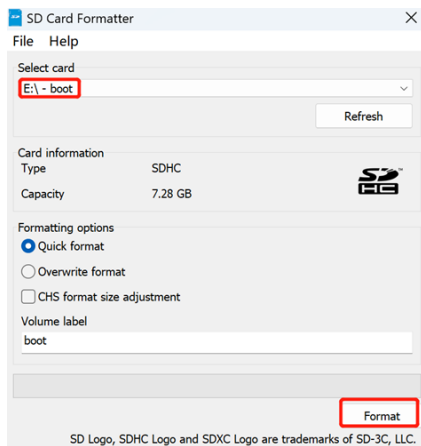 SD Card Formatter
File Help
Select card
E:\ - boot
Refresh
Card information
Type SDHC
Capacity 7.28 GB
SD HC
Formatting options
Quick format
Overwrite format
CHS format size adjustment
Volume label
boot
Format
SD Logo, SDHC Logo and SDXC Logo are trademarks of SD-3C, LLC.